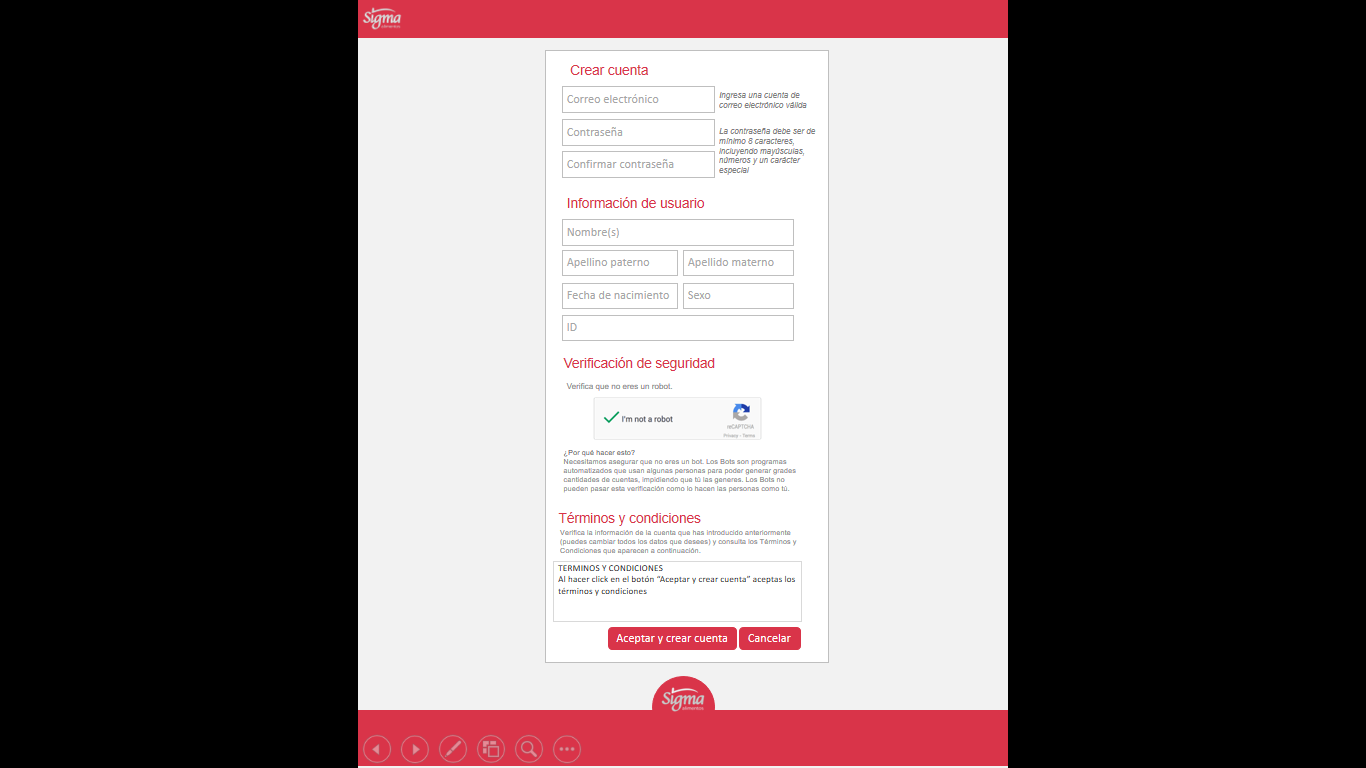 Sigma
alimentos
Crear cuenta
Correo electrónico
Ingresa una cuenta de
correo electrónico válida
Contraseña
La contraseña debe ser de
mínimo 8 caracteres,
incluyendo mayúsculas,
números y un carácter
especial
Confirmar contraseña
Información de usuario
Nombre(s)
Apellino paterno
Apellido materno
Fecha de nacimiento
Sexo
ID
Verificación de seguridad
Verifica que no eres un robot.
I'm not a robot
reCAPTCHA
Privacy - Terms
¿Por qué hacer esto?
Necesitamos asegurar que no eres un bot. Los Bots son programas
automatizados que usan algunas personas para poder generar grades
cantidades de cuentas, impidiendo que tú las generes. Los Bots no
pueden pasar esta verificación como lo hacen las personas como tú.
Términos y condiciones
Verifica la información de la cuenta que has introducido anteriormente
(puedes cambiar todos los datos que desees) y consulta los Términos y
Condiciones que aparecen a continuación.
TERMINOS Y CONDICIONES
Al hacer click en el botón “Aceptar y crear cuenta” aceptas los
términos y condiciones
Aceptar y crear cuenta
Cancelar
Sigma
alimentos